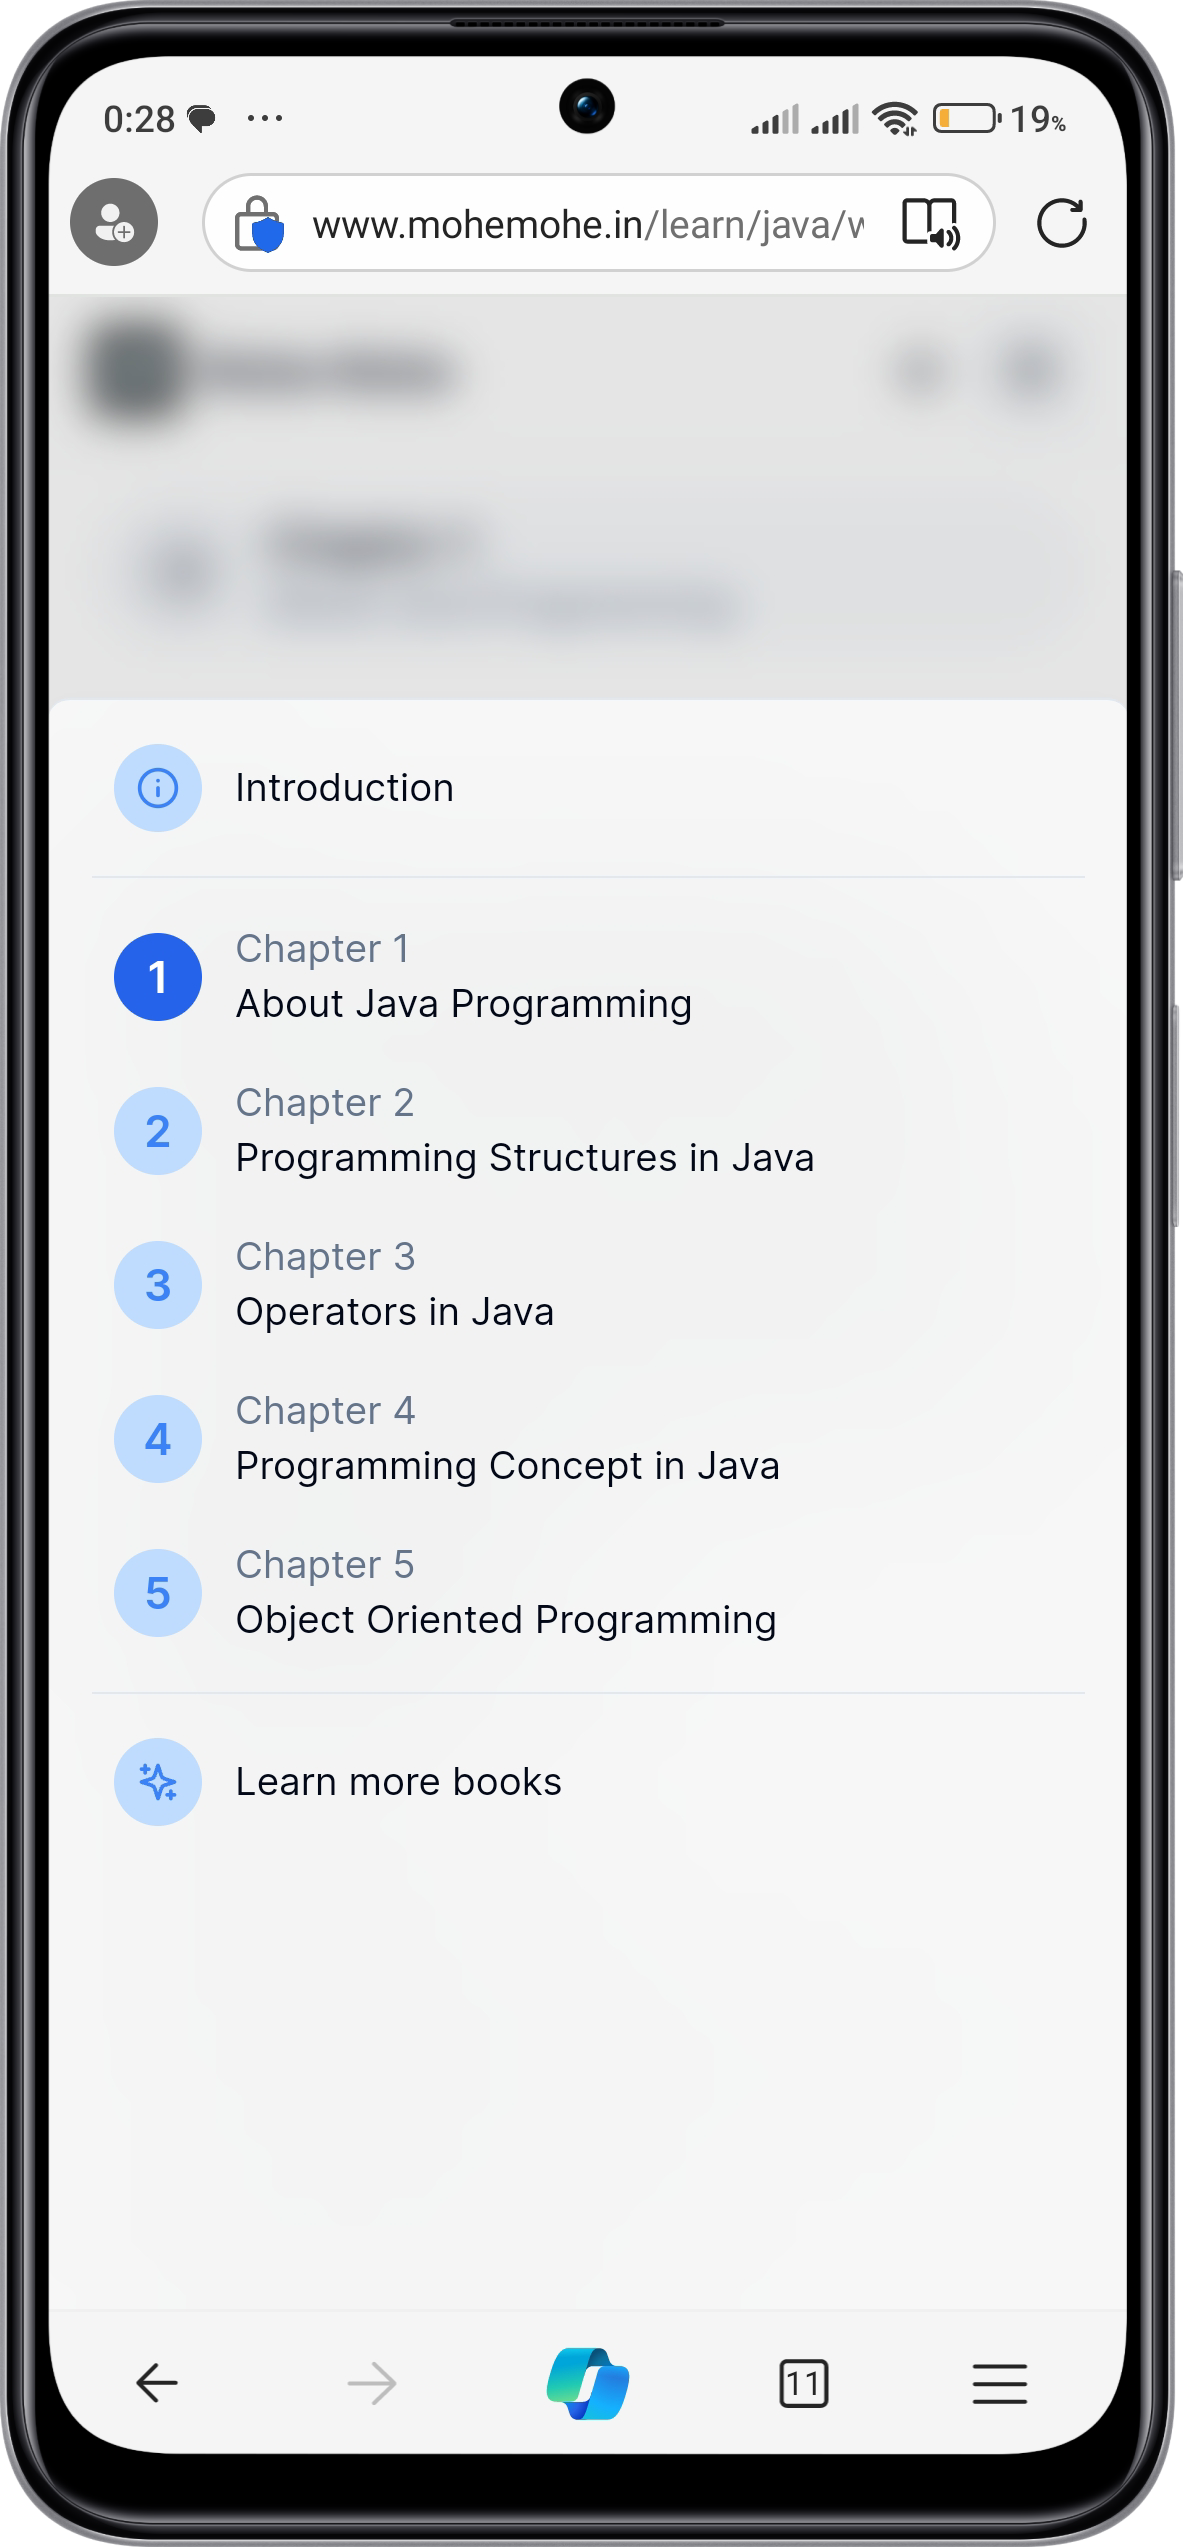 0:28
19%
www.mohemohe.in/learn/java/
Introduction
1
Chapter 1
About Java Programming
2
Chapter 2
Programming Structures in Java
3
Chapter 3
Operators in Java
4
Chapter 4
Programming Concept in Java
5
Chapter 5
Object Oriented Programming
Learn more books
11